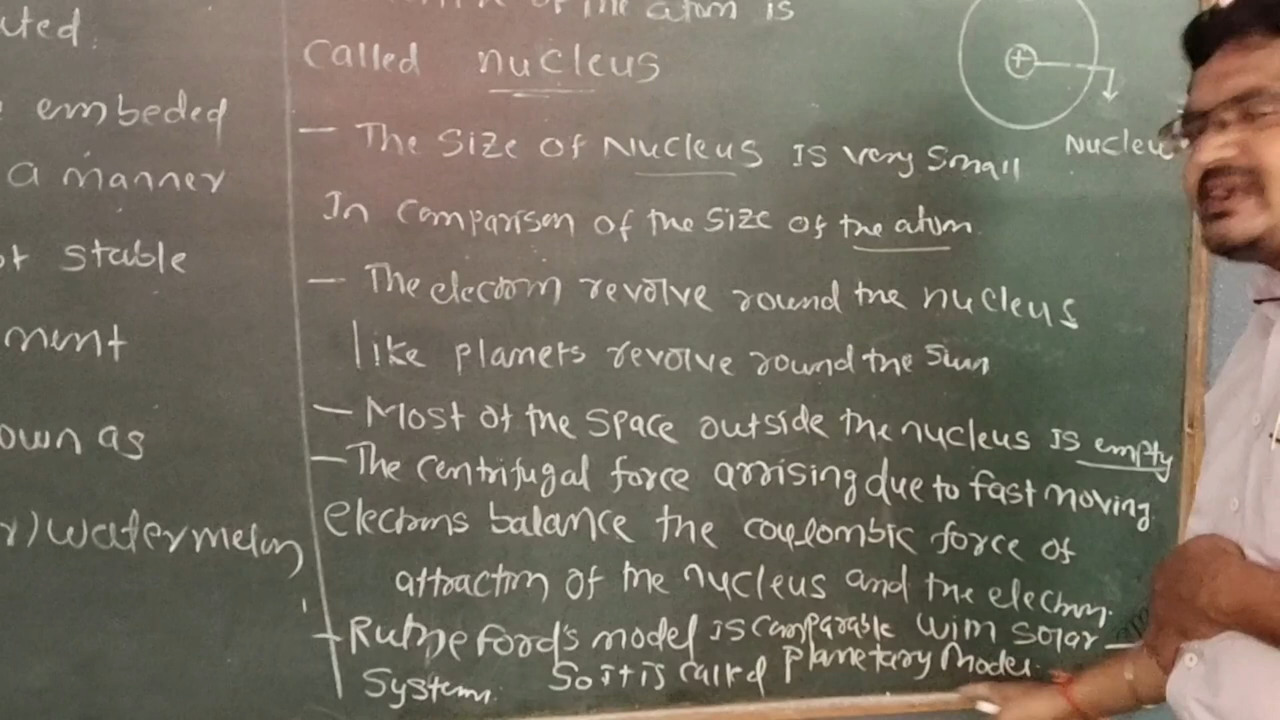 uted.
embeded
a manner
stable
ment
own as
watermelon
of the atom is
called nucleus
- The Size of Nucleus is very Small
In comparison of the size of the atom
- The electron revolve round the nucleus
like planets revolve round the sun
- Most of the space outside the nucleus is empty
- The centrifugal force arrising due to fast moving
electrons balance the coulombic force of
attraction of the nucleus and the electron.
- Rutherford's model is comparable with solar
system. So it is called planetary model.
+
Nucleu